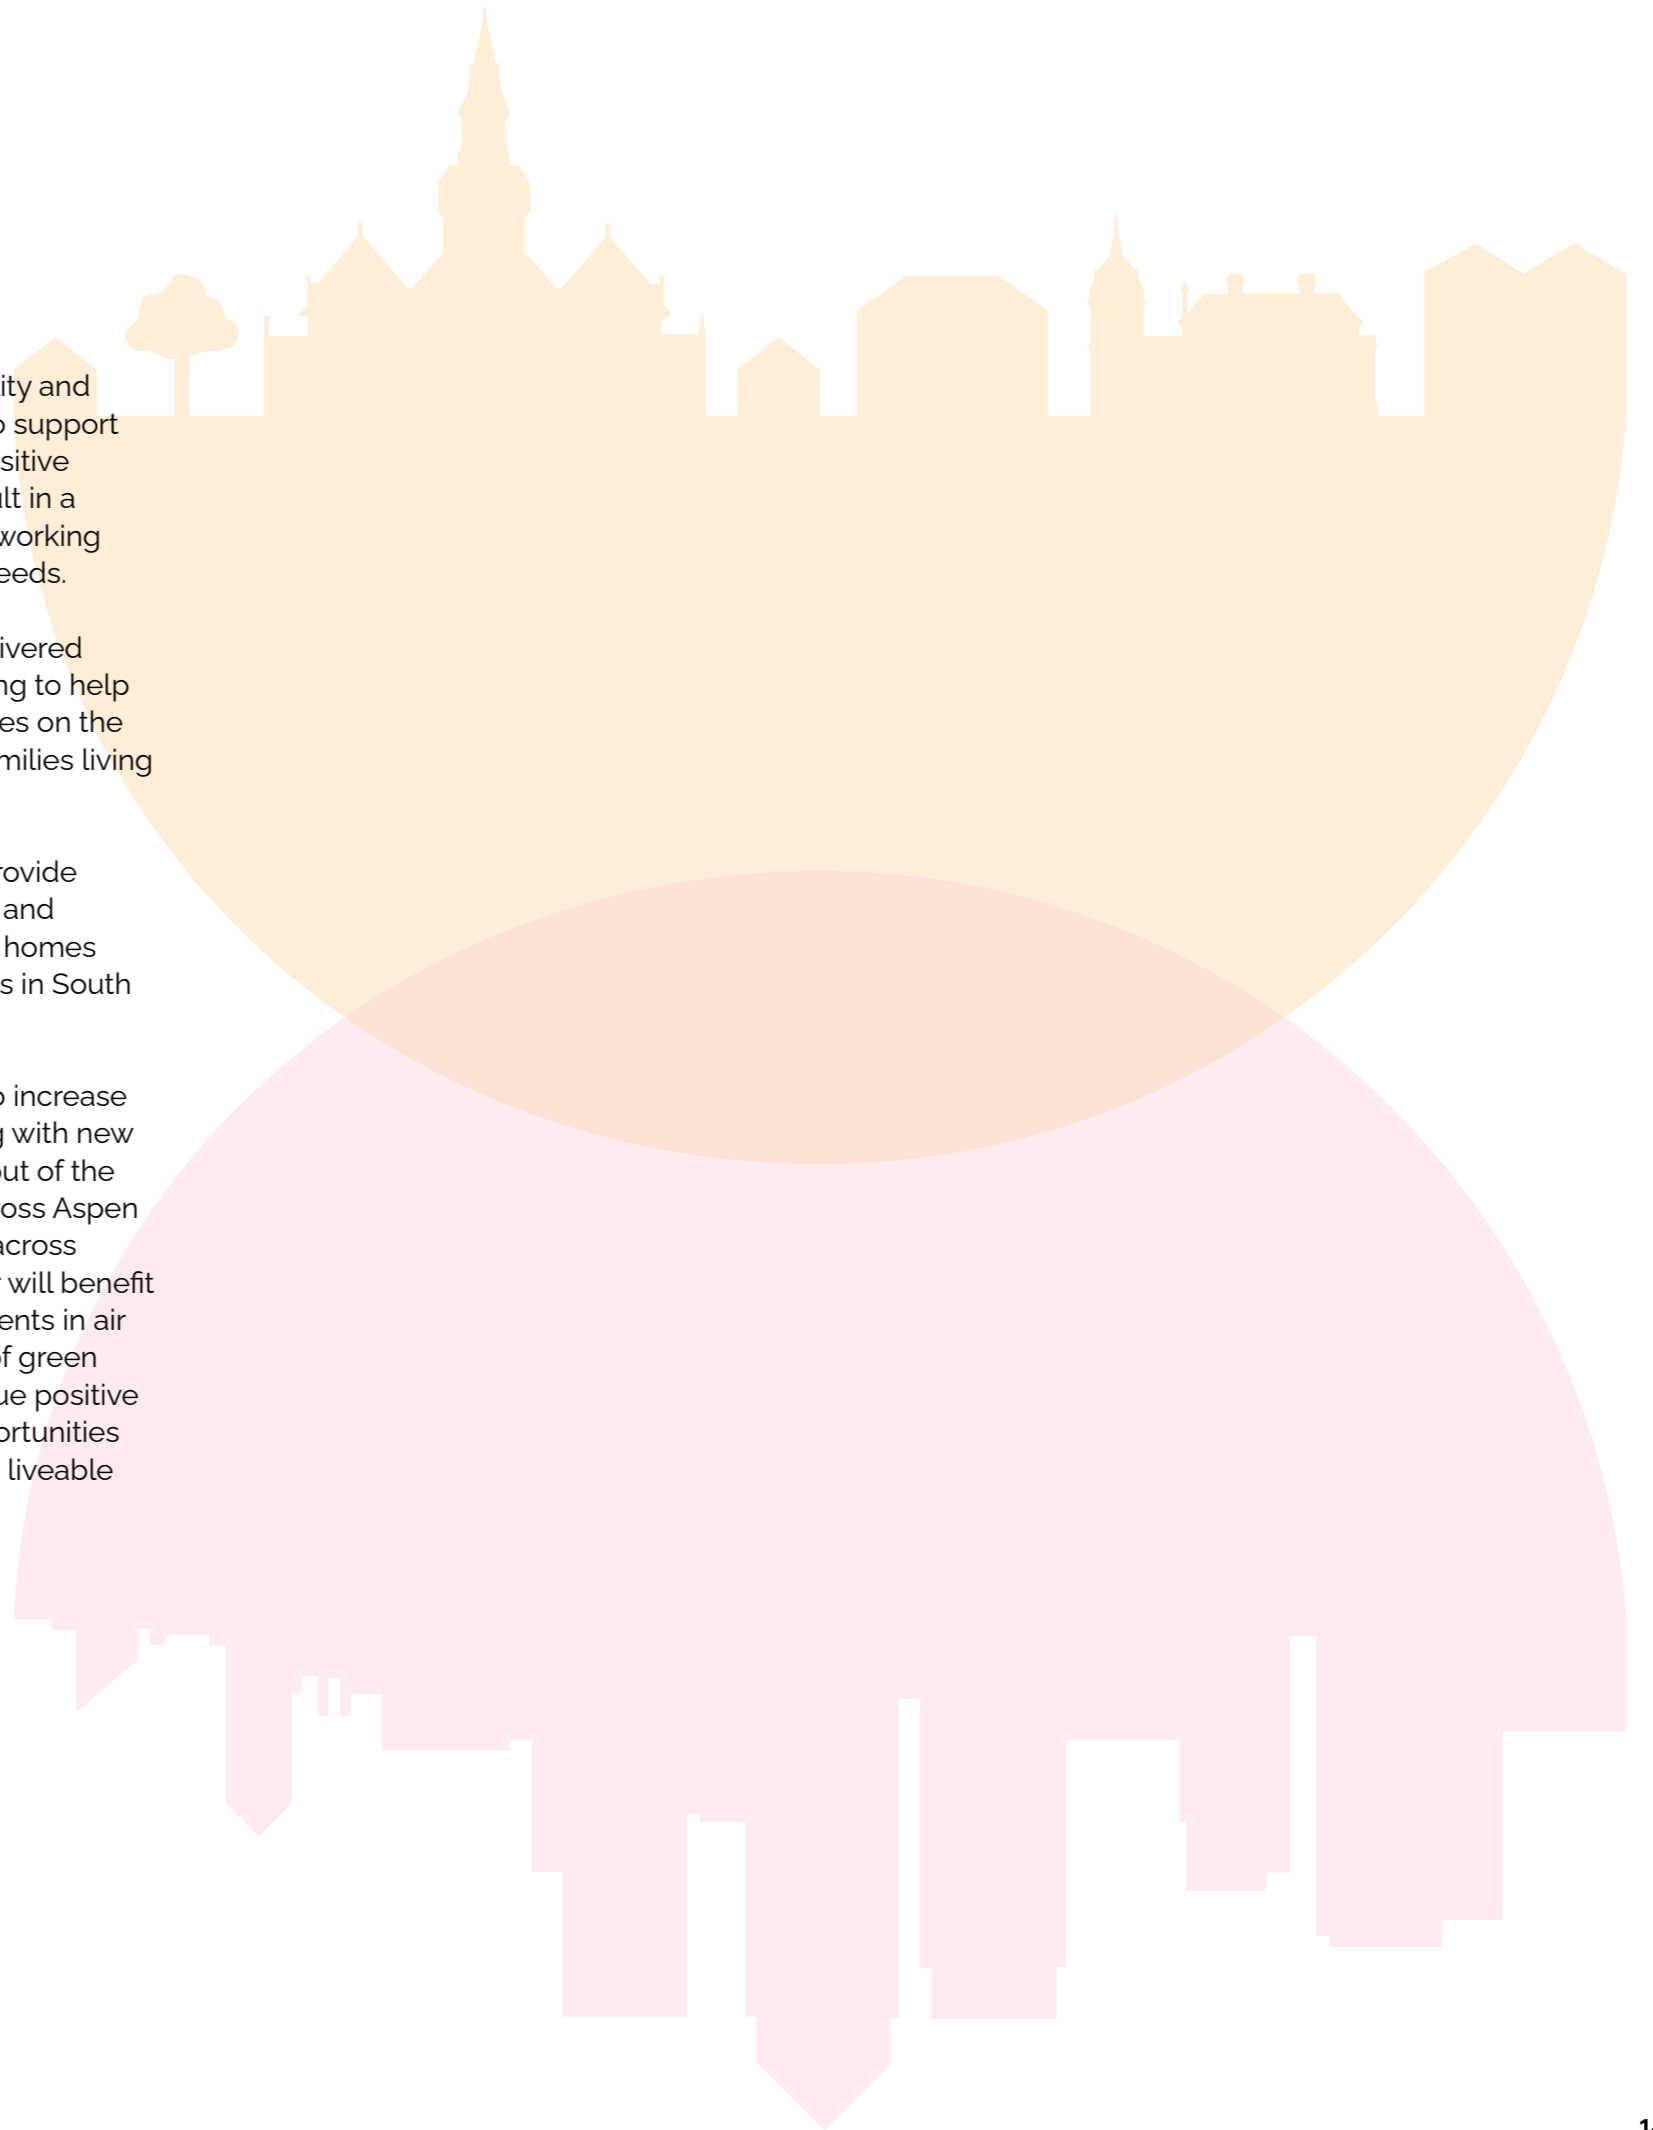 ity and
support
sitive
lt in a
working
eeds.
ivered
ng to help
es on the
milies living
rovide
and
homes
s in South
increase
g with new
out of the
oss Aspen
across
will benefit
ents in air
of green
ue positive
ortunities
liveable